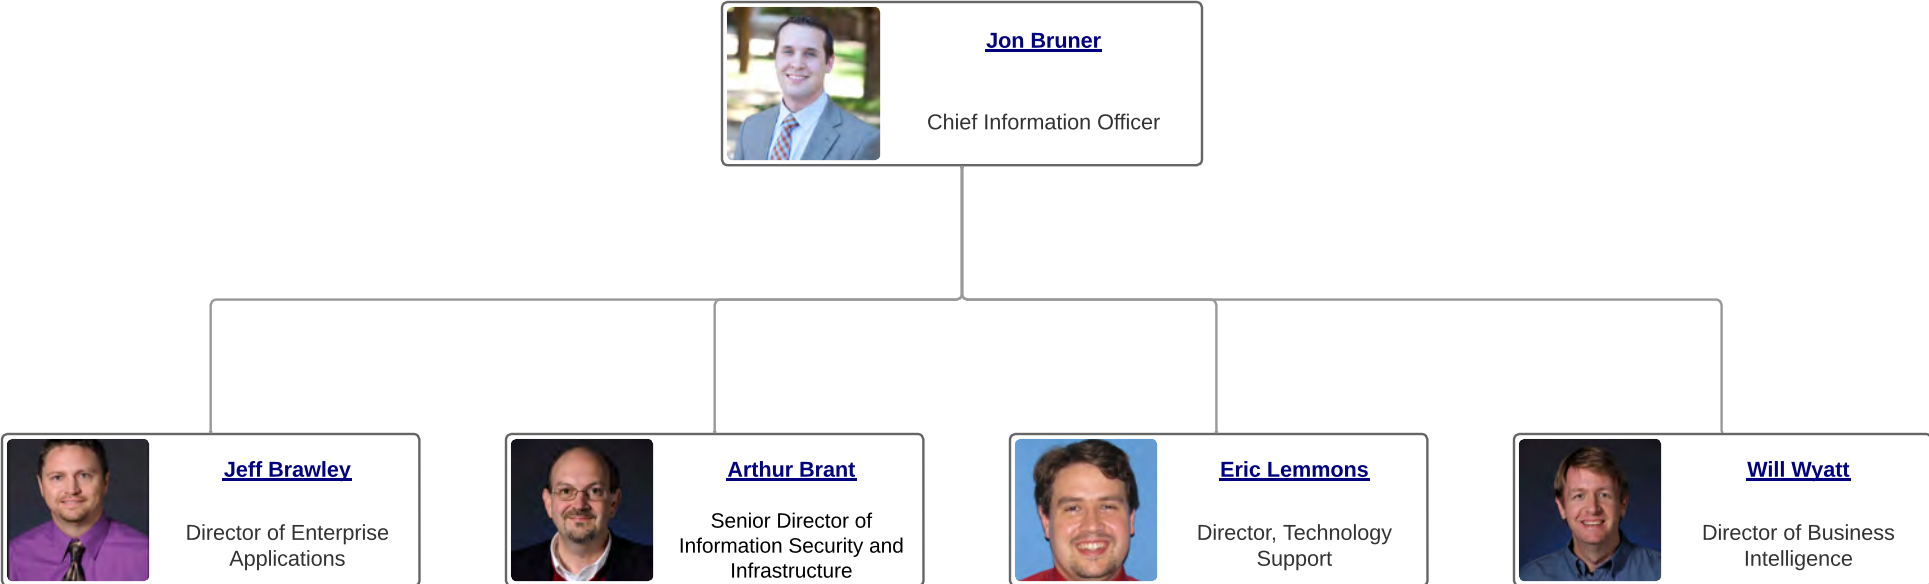 Jon Bruner
Chief Information Officer
Jeff Brawley
Director of Enterprise
Applications
Arthur Brant
Senior Director of
Information Security and
Infrastructure
Eric Lemmons
Director, Technology
Support
Will Wyatt
Director of Business
Intelligence